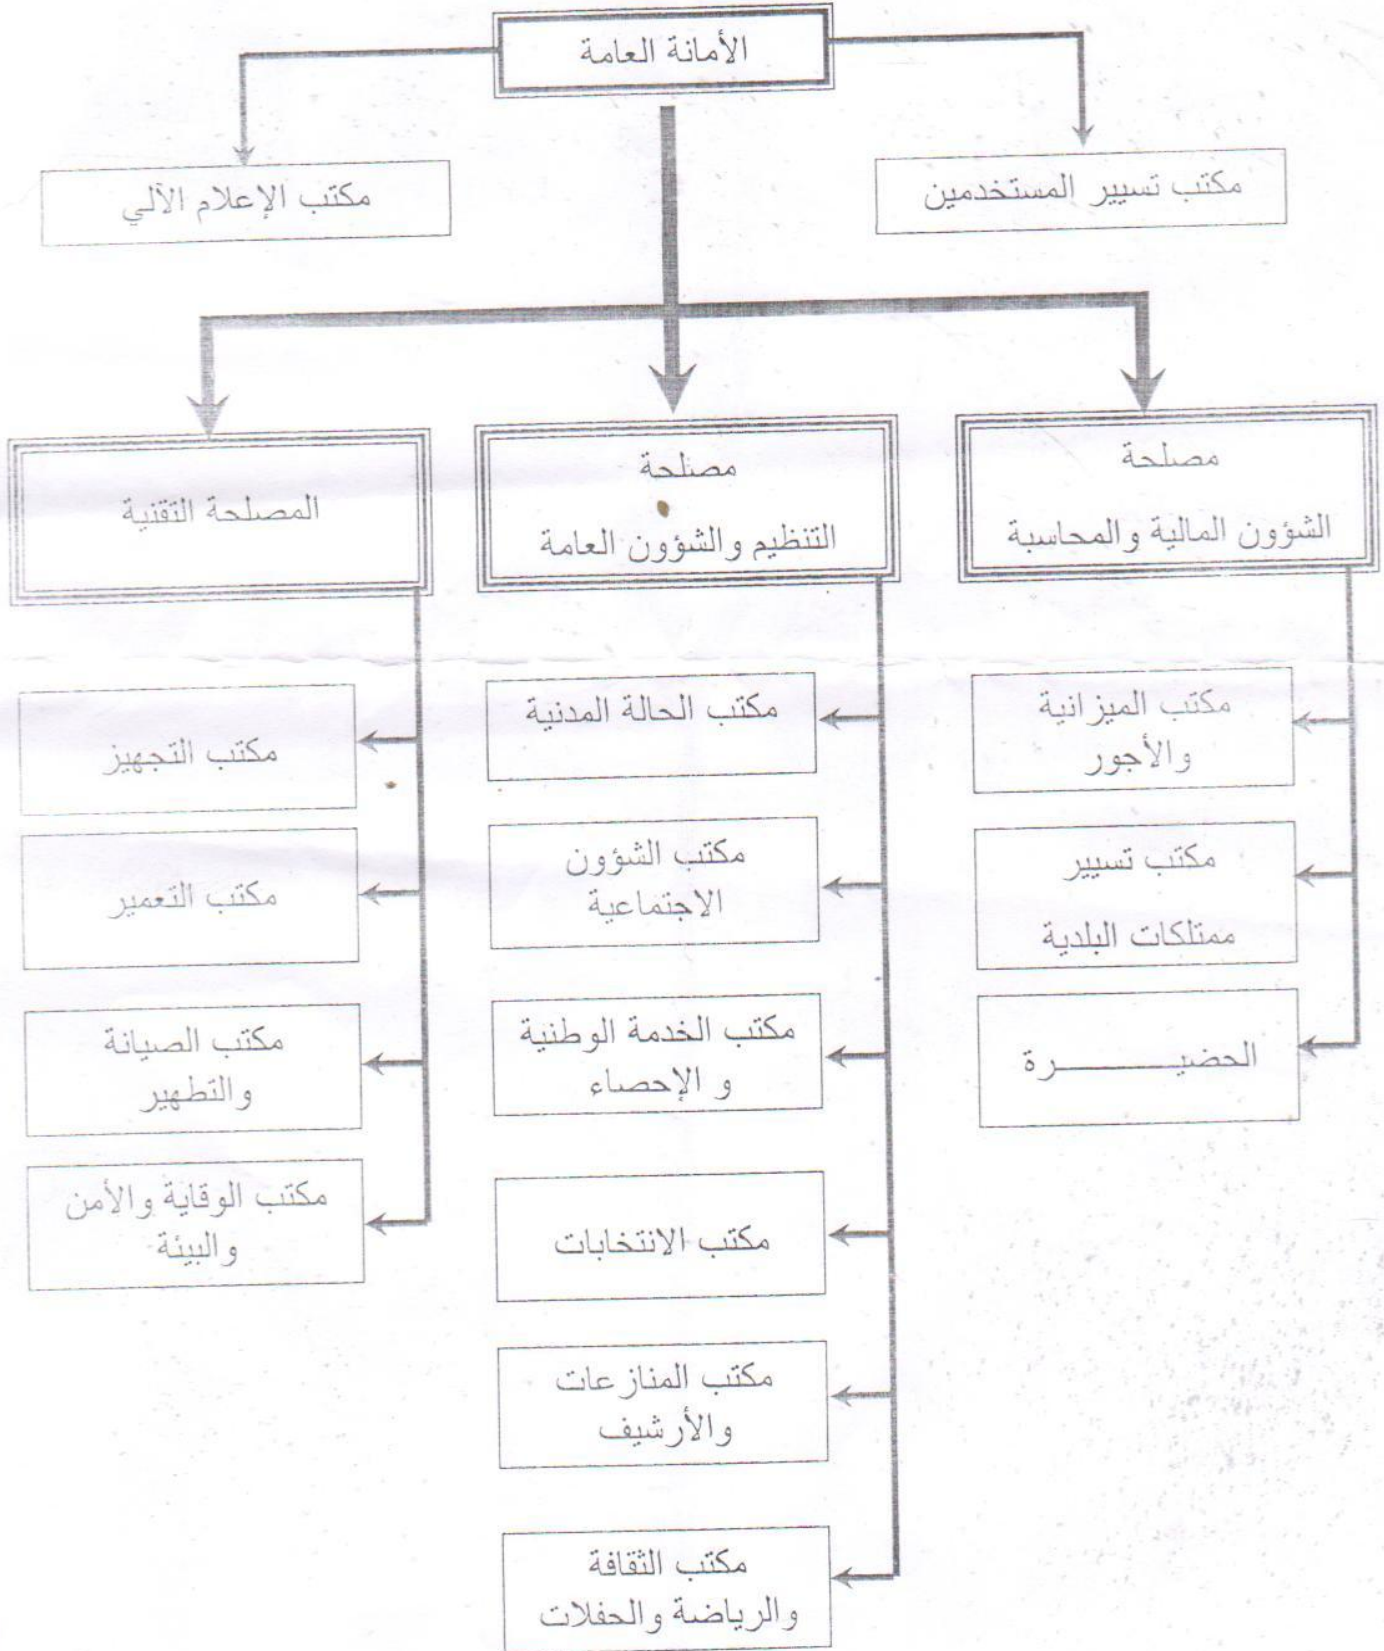 الأمانة العامة
مكتب تسيير المستخدمين
مكتب الإعلام الآلي
مصلحة
الشؤون المالية والمحاسبة
مصلحة
التنظيم والشؤون العامة
المصلحة التقنية
مكتب الميزانية
والأجور
مكتب تسيير
ممتلكات البلدية
الحضيـــــــــرة
مكتب الحالة المدنية
مكتب الشؤون
الاجتماعية
مكتب الخدمة الوطنية
و الإحصاء
مكتب الانتخابات
مكتب المنازعات
والأرشيف
مكتب الثقافة
والرياضة والحفلات
مكتب التجهيز
مكتب التعمير
مكتب الصيانة
والتطهير
مكتب الوقاية والأمن
والبيئة